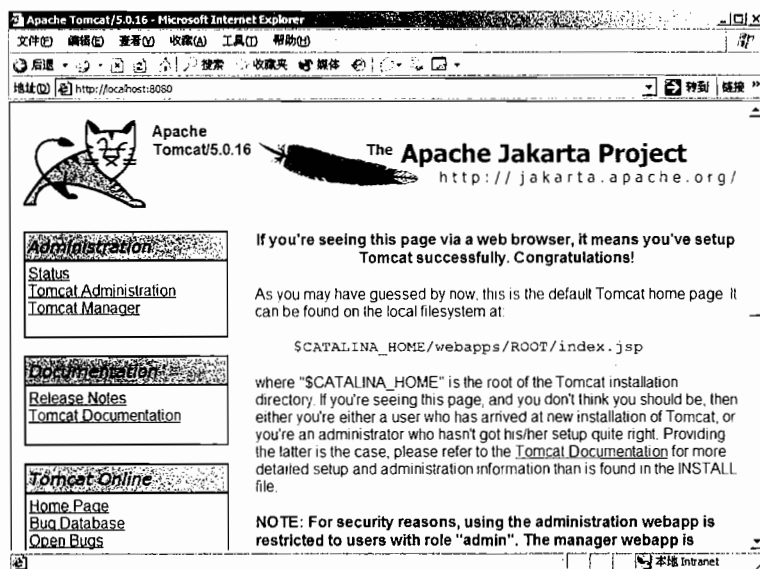 Apache Tomcat/5.0.16 - Microsoft Internet Explorer
文件(F) 编辑(E) 查看(V) 收藏(A) 工具(T) 帮助(H)
后退 搜索 收藏夹 媒体
地址(D) http://localhost:8080 转到 链接 »
Apache
Tomcat/5.0.16
The Apache Jakarta Project
http://jakarta.apache.org/
Administration
Status
Tomcat Administration
Tomcat Manager
Documentation
Release Notes
Tomcat Documentation
Tomcat Online
Home Page
Bug Database
Open Bugs
If you're seeing this page via a web browser, it means you've setup
Tomcat successfully. Congratulations!
As you may have guessed by now, this is the default Tomcat home page. It
can be found on the local filesystem at:
$CATALINA_HOME/webapps/ROOT/index.jsp
where "$CATALINA_HOME" is the root of the Tomcat installation
directory. If you're seeing this page, and you don't think you should be, then
either you're either a user who has arrived at new installation of Tomcat, or
you're an administrator who hasn't got his/her setup quite right. Providing
the latter is the case, please refer to the Tomcat Documentation for more
detailed setup and administration information than is found in the INSTALL
file.
NOTE: For security reasons, using the administration webapp is
restricted to users with role "admin". The manager webapp is
本地 Intranet